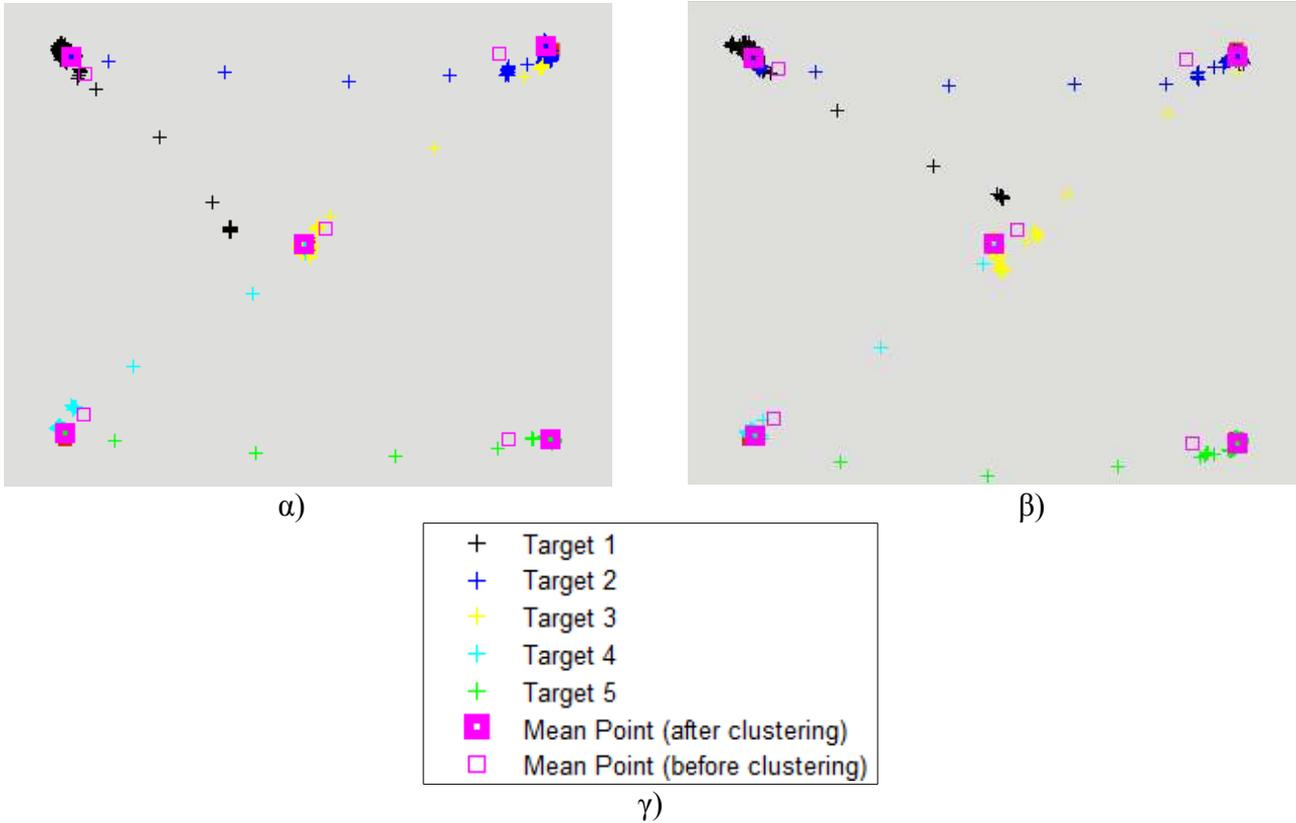 α)
β)
Target 1
Target 2
Target 3
Target 4
Target 5
Mean Point (after clustering)
Mean Point (before clustering)
γ)